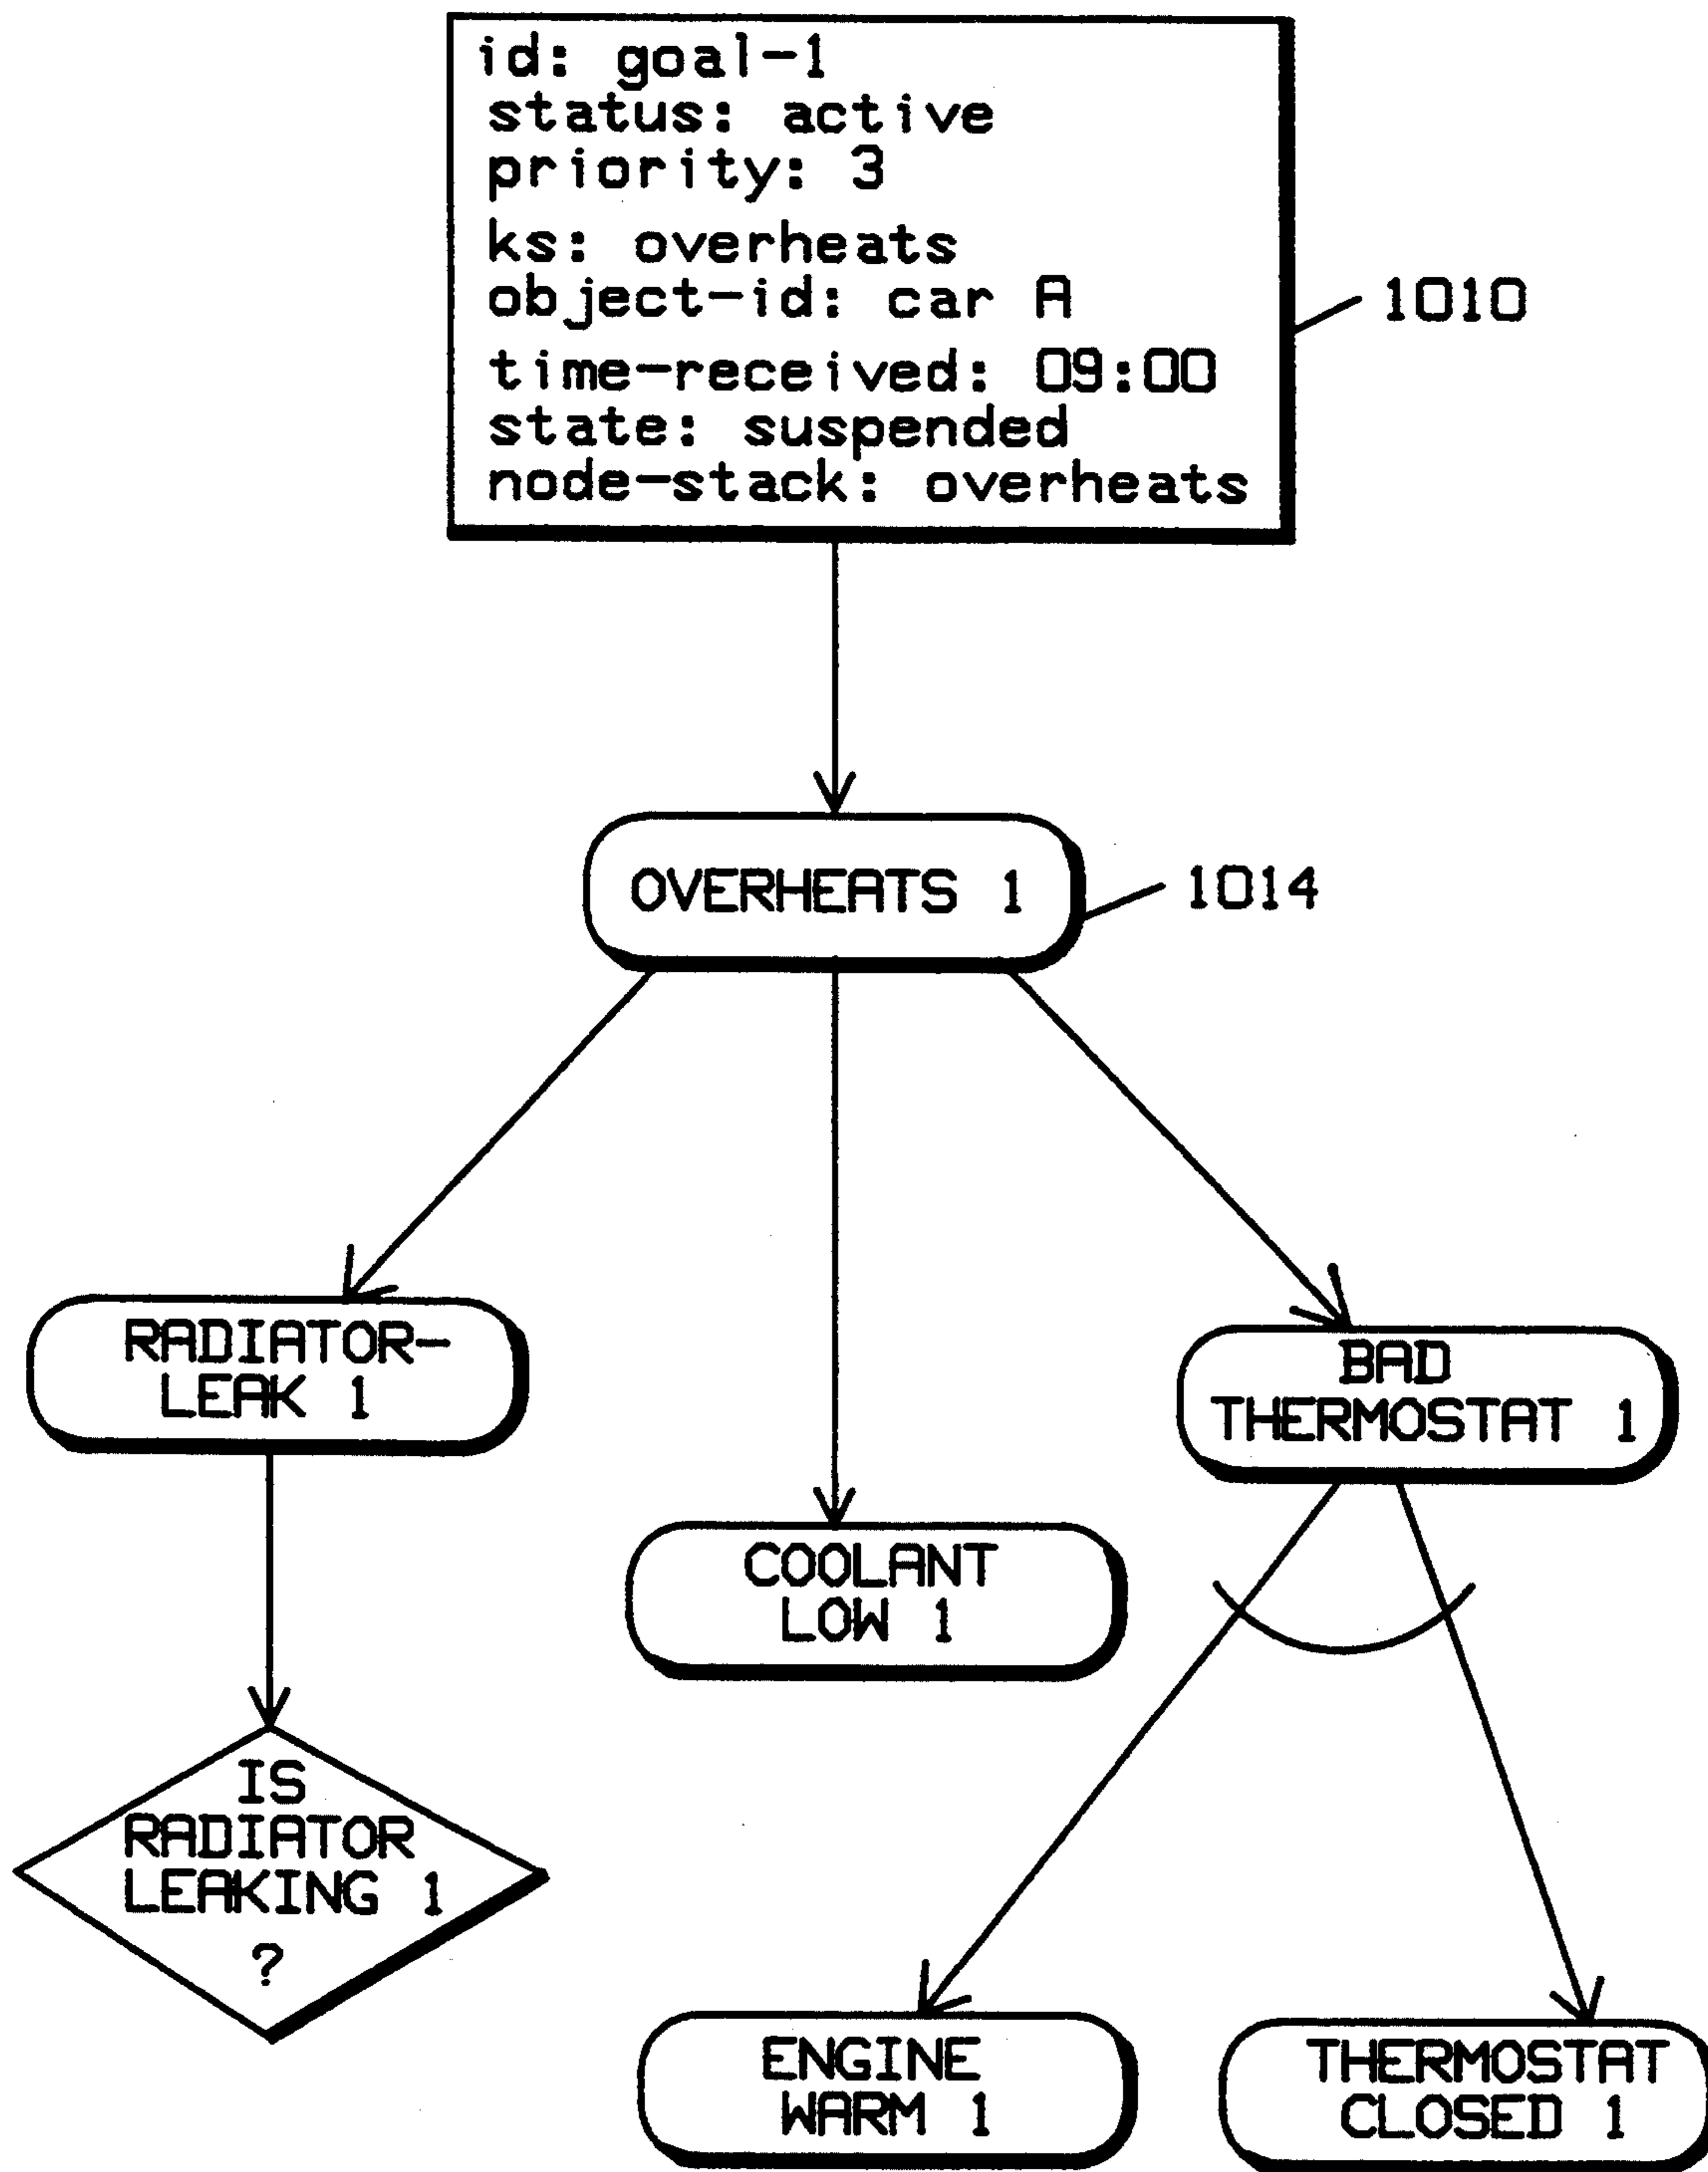 id: goal-1
status: active
priority: 3
ks: overheats
object-id: car A
time-received: 09:00
state: suspended
node-stack: overheats
1010
OVERHEATS 1
1014
RADIATOR-
LEAK 1
BAD
THERMOSTAT 1
COOLANT
LOW 1
IS
RADIATOR
LEAKING 1
?
ENGINE
WARM 1
THERMOSTAT
CLOSED 1